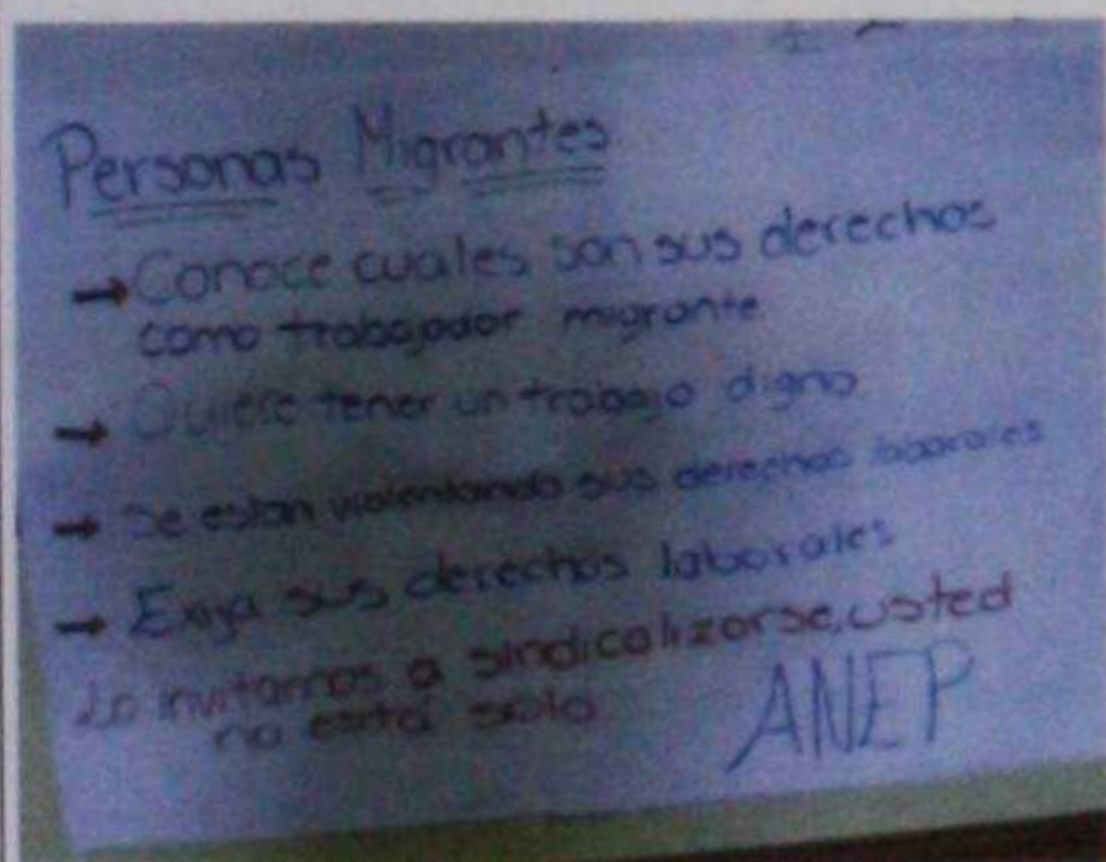 Personas Migrantes
→ Conoce cuales son sus derechos
como trabajador migrante
→ Quiese tener un trabajo digno
→ Se estan violentando sus derechos laborales
→ Exija sus derechos laborales
Lo invitamos a sindicalizarse, usted
no está solo
ANEP